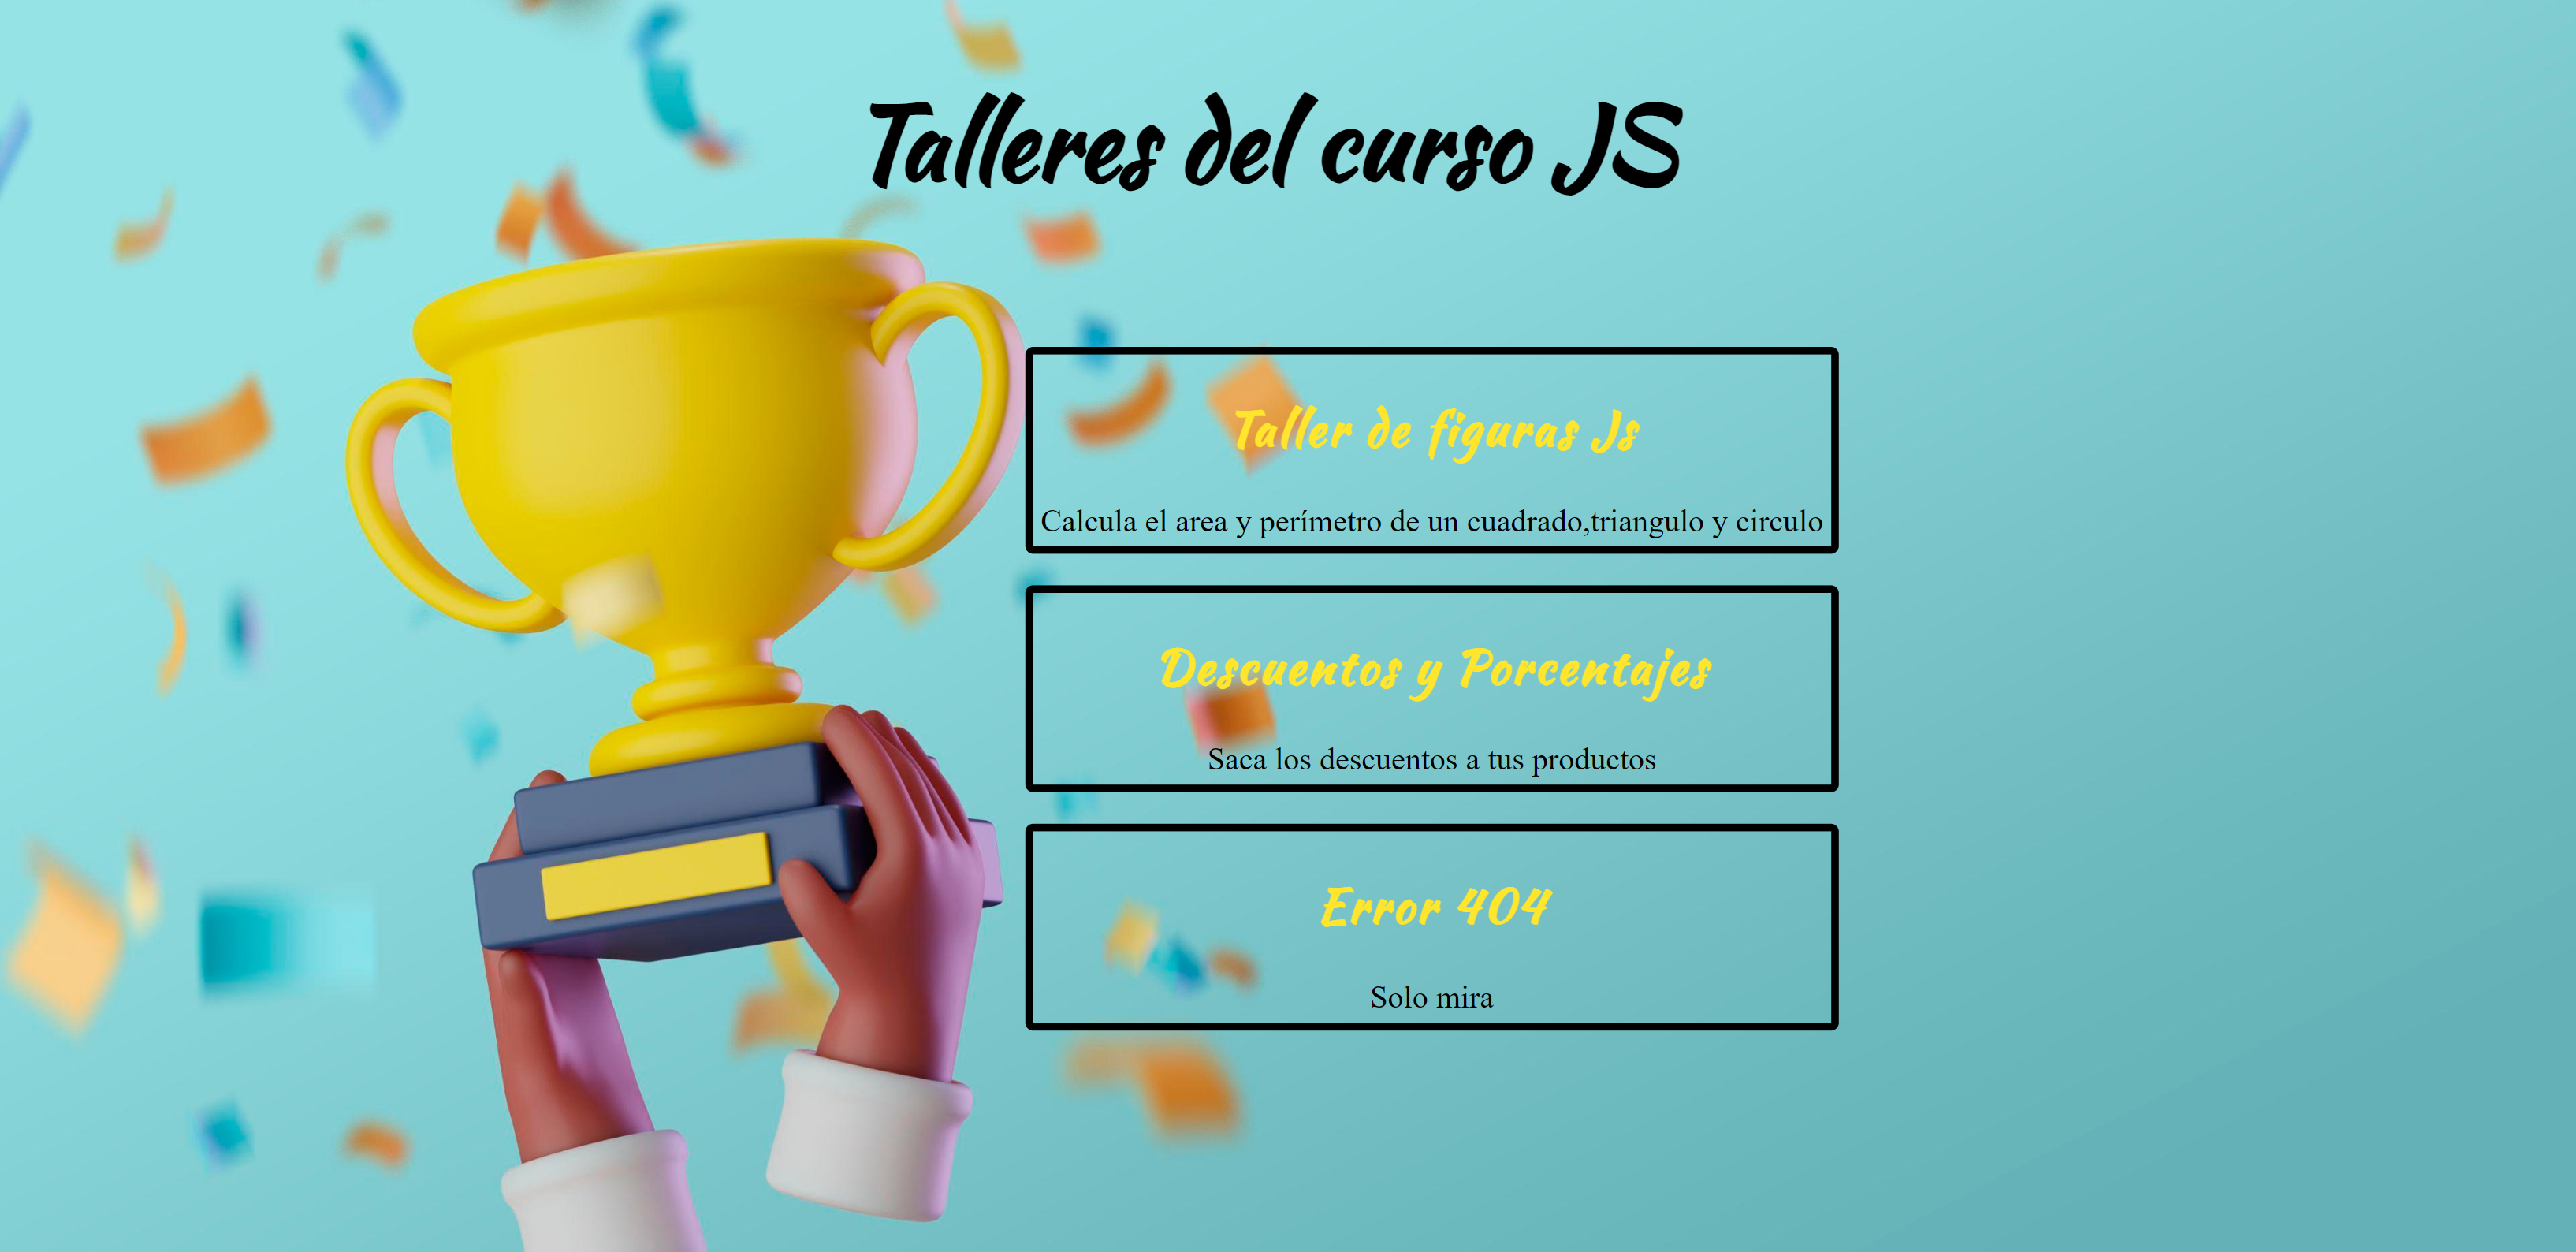 Talleres del curso JS
Taller de figuras Js
Calcula el area y perímetro de un cuadrado,triangulo y circulo
Descuentos y Porcentajes
Saca los descuentos a tus productos
Error 404
Solo mira